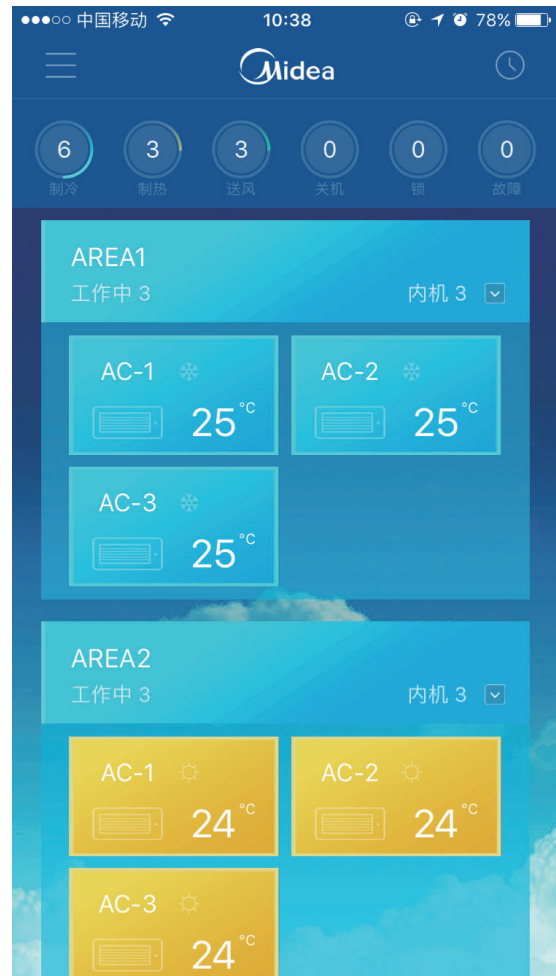 中国移动 10:38 78%
Midea
6 3 3 0 0 0
制冷 制热 送风 关机 锁 故障
AREA1
工作中 3 内机 3
AC-1 AC-2
25°C 25°C
AC-3
25°C
AREA2
工作中 3 内机 3
AC-1 AC-2
24°C 24°C
AC-3
24°C